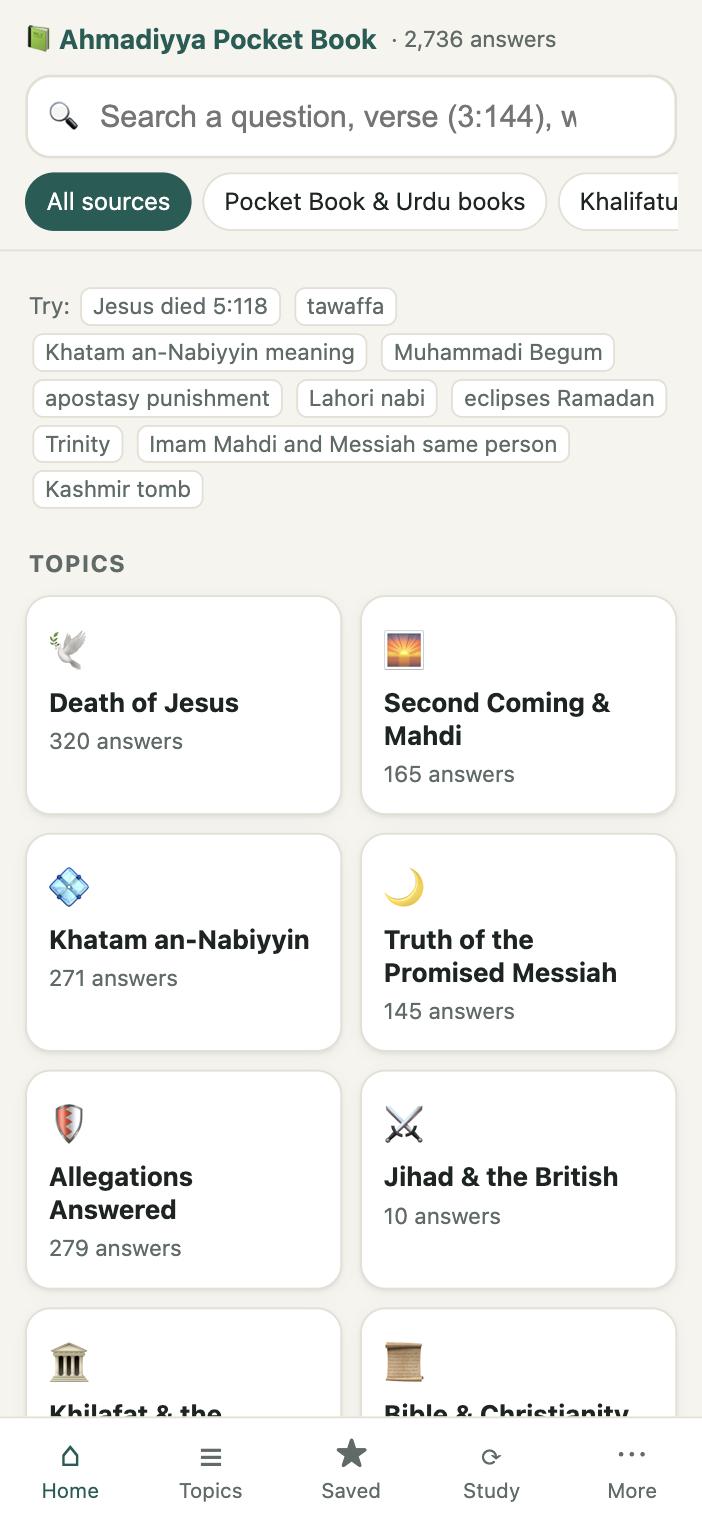 Ahmadiyya Pocket Book · 2,736 answers
Search a question, verse (3:144), w
All sources Pocket Book & Urdu books Khalifatu
Try: Jesus died 5:118 tawaffa
Khatam an-Nabiyyin meaning Muhammadi Begum
apostasy punishment Lahori nabi eclipses Ramadan
Trinity Imam Mahdi and Messiah same person
Kashmir tomb
TOPICS
Death of Jesus
320 answers
Second Coming &
Mahdi
165 answers
Khatam an-Nabiyyin
271 answers
Truth of the
Promised Messiah
145 answers
Allegations
Answered
279 answers
Jihad & the British
10 answers
Khilafat & the
Bible & Christianity
Home Topics Saved Study More